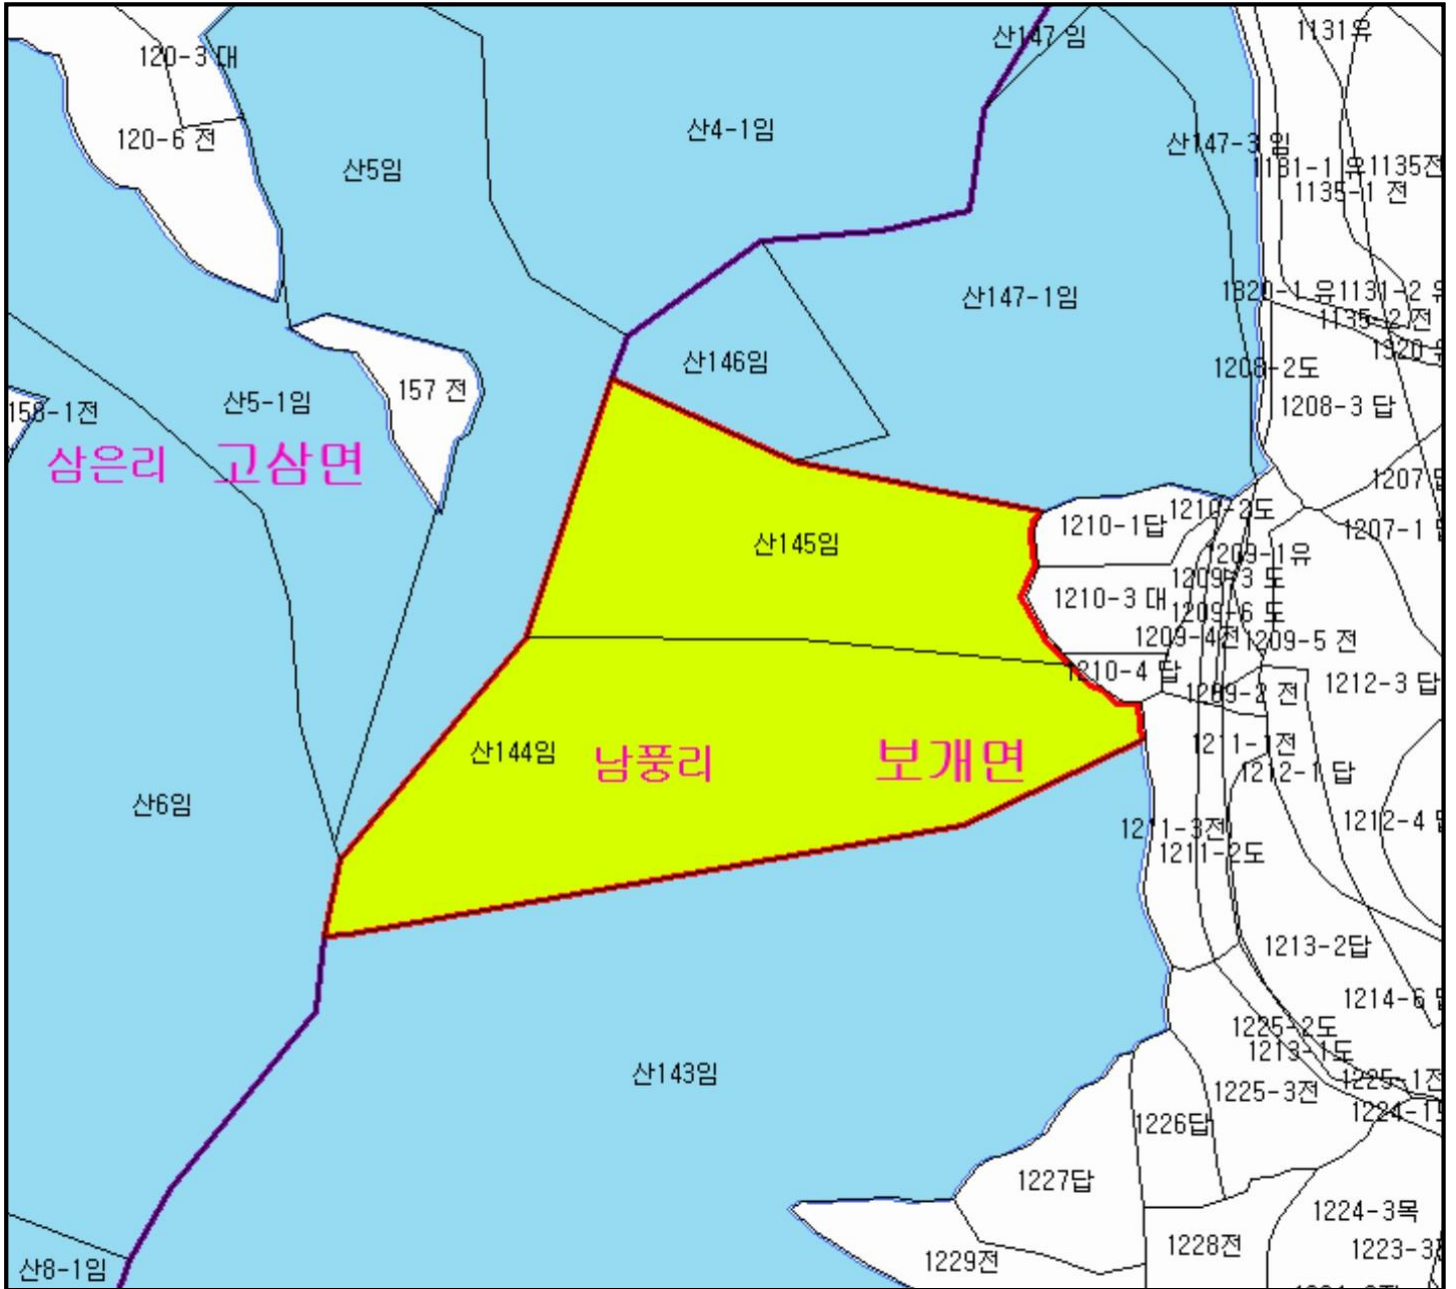 산147 임
1131유
120-3 대
산4-1임
120-6 전
산147-3 임
산5임
1131-1 유
1135전
1135-1 전
산147-1임
1320-1 유
1131-2 유
1135-2 전
1320
산146임
1208-2도
157 전
산5-1임
158-1전
1208-3 답
삼은리 고삼면
1207
1210-2도
1210-1답
1207-1
산145임
1209-1유
1209-3 도
1210-3 대
1209-6 도
1209-4전
1209-5 전
1210-4 답
1212-3 답
1209-2 전
1211-1전
산144임
남풍리 보개면
1212-1 답
산6임
1212-4
1211-3전
1211-2도
1213-2답
1214-6
1225-2도
1213-1도
산143임
1225-1전
1225-3전
1224-1
1226답
1227답
1224-3목
1228전
1223-3
1229전
산8-1임